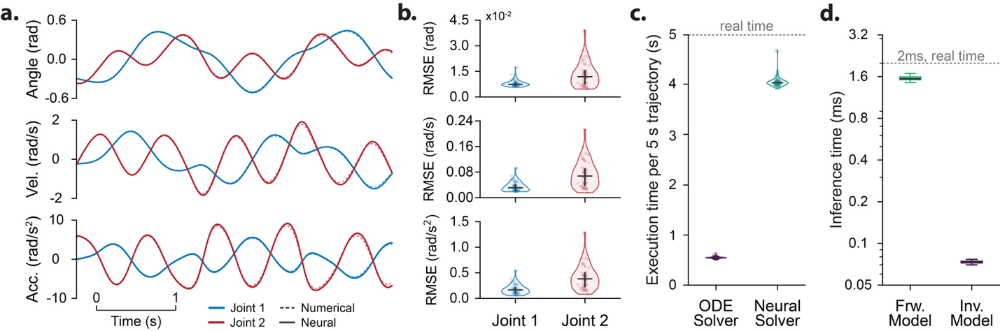 a.
Angle (rad)
0.6
0.0
-0.6
Vel. (rad/s)
2
0
-2
Acc. (rad/s²)
10
0
-10
0 1
Time (s)
Joint 1
Joint 2
Numerical
Neural
b.
x10⁻²
RMSE (rad)
4.5
3.0
1.5
0.0
RMSE (rad/s)
0.24
0.16
0.08
0.00
RMSE (rad/s²)
1.5
1.0
0.5
0.0
Joint 1 Joint 2
c.
Execution time per 5 s trajectory (s)
real time
5
4
3
2
1
0
ODE Neural
Solver Solver
d.
Inference time (ms)
2ms, real time
3.2
1.6
0.8
0.4
0.2
0.1
0.05
Frw. Inv.
Model Model